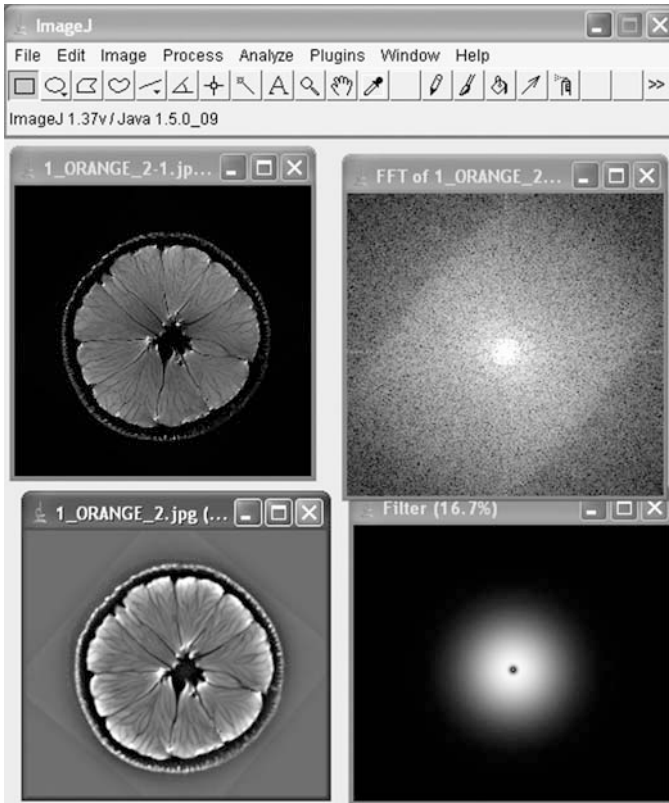 ImageJ
File Edit Image Process Analyze Plugins Window Help
A
>>
ImageJ 1.37v / Java 1.5.0_09
1_ORANGE_2-1.jp...
FFT of 1_ORANGE_2...
1_ORANGE_2.jpg (...
Filter (16.7%)